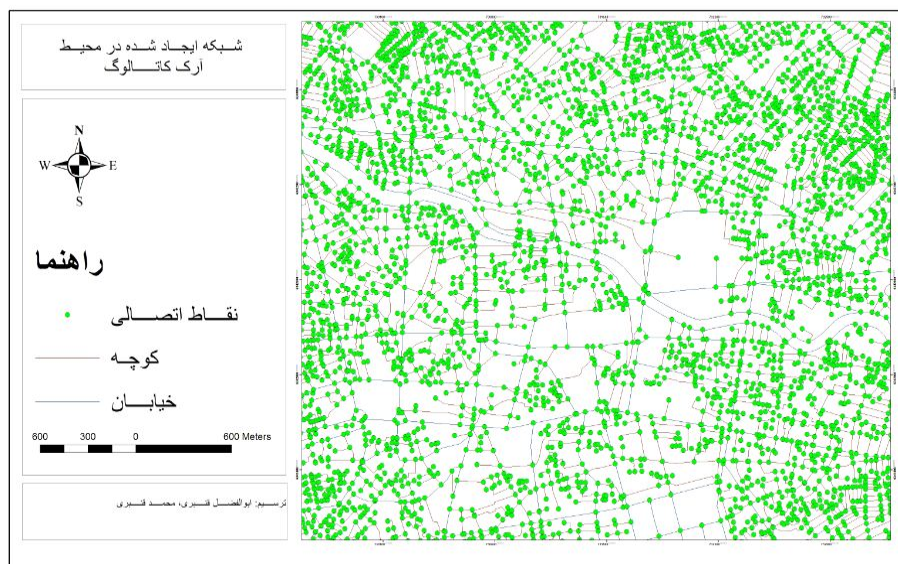 شبکه ایجاد شده در محیط
آرک کاتالوگ
N
W E
S
راهنما
نقاط اتصالی
کوچه
خیابان
600 300 0 600 Meters
ترسیم: ابوالفضل قنبری، محمد قنبری